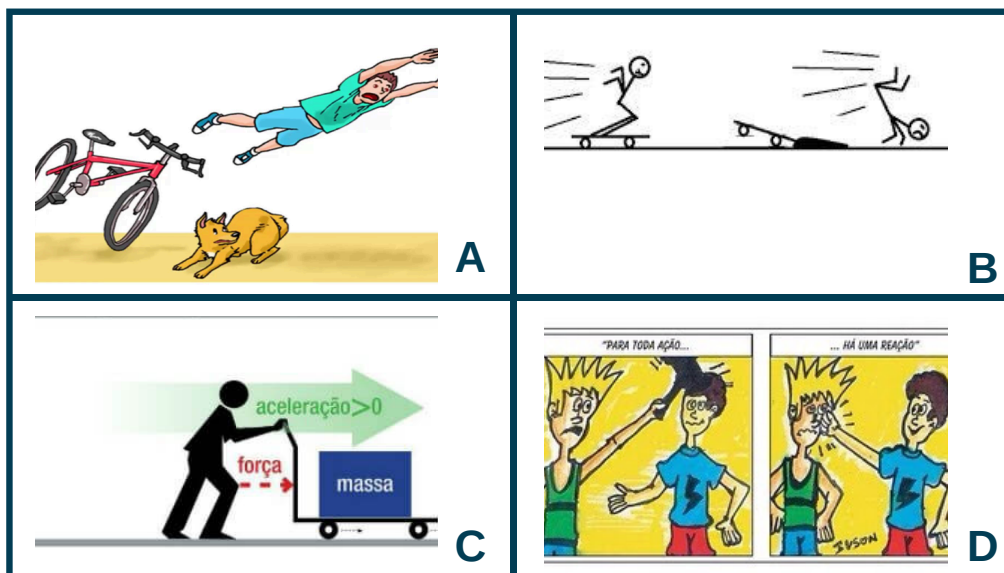 A
B
aceleração>0
força
massa
C
"PARA TODA AÇÃO...
... HÁ UMA REAÇÃO"
IVSON
D